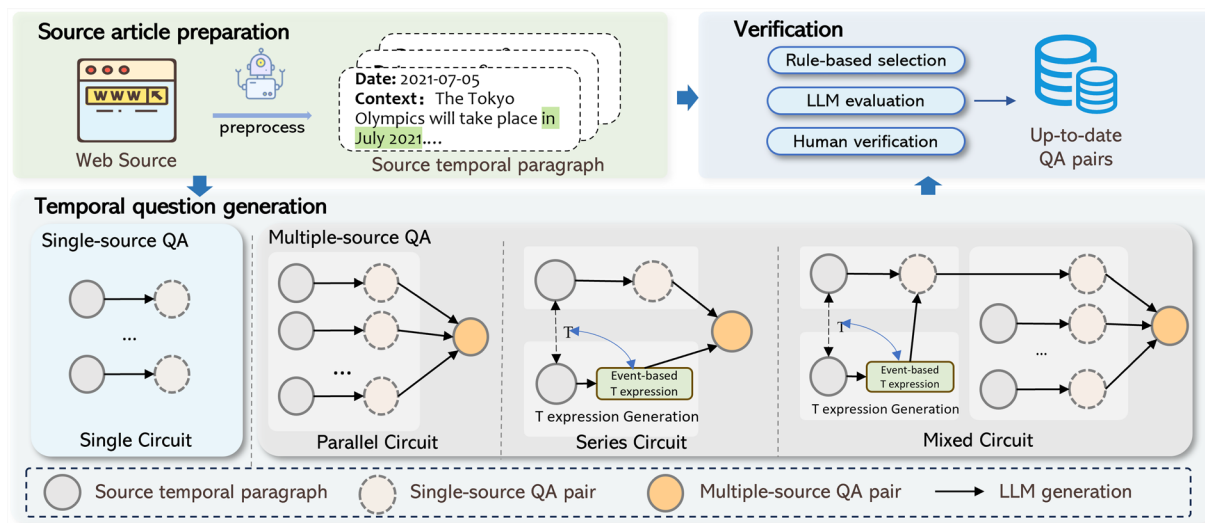 Source article preparation
WWW
preprocess
Web Source
Date: 2021-07-05
Context: The Tokyo
Olympics will take place in
July 2021....
Source temporal paragraph
Verification
Rule-based selection
LLM evaluation
Human verification
Up-to-date
QA pairs
Temporal question generation
Single-source QA
...
Single Circuit
Multiple-source QA
...
Parallel Circuit
T
Event-based
T expression
T expression Generation
Series Circuit
T
Event-based
T expression
T expression Generation
...
Mixed Circuit
Source temporal paragraph
Single-source QA pair
Multiple-source QA pair
LLM generation